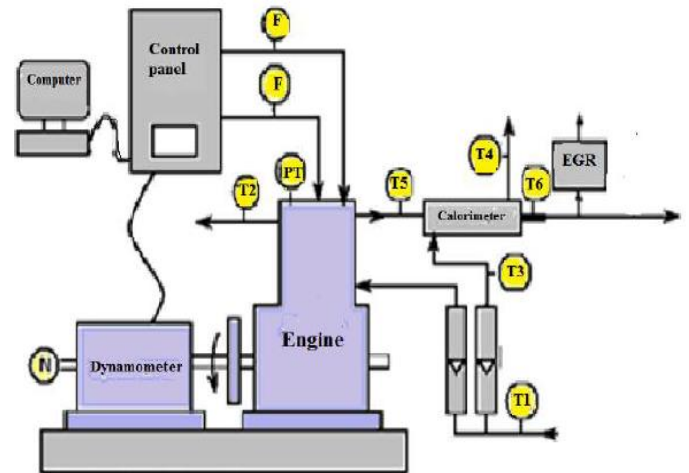 F
Control
panel
Computer
F
T4
EGR
T2
PT
T5
T6
Calorimeter
T3
Engine
N
Dynamometer
T1